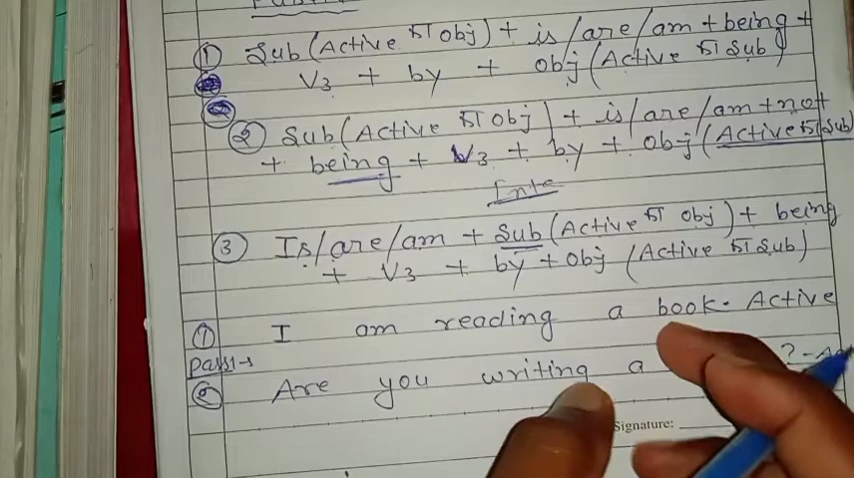 ① Sub (Active का obj) + is/are/am + being +
V3 + by + obj (Active का Sub)
② Sub (Active का obj) + is/are/am + not
+ being + V3 + by + obj (Active का Sub)
Inte
③ Is/are/am + Sub (Active का obj) + being
+ V3 + by + obj (Active का Sub)
① I am reading a book. Active
② Are you writing a ? -
Signature: